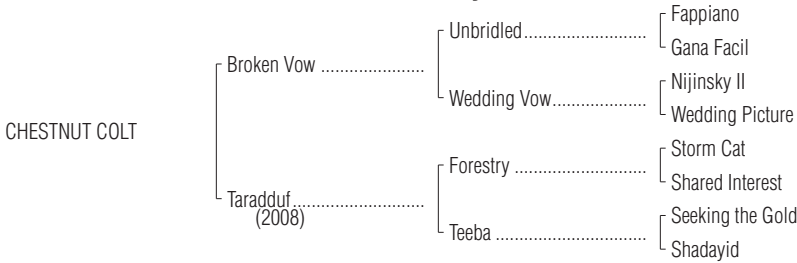 Fappiano
Unbridled..........................
Gana Facil
Broken Vow ......................
Nijinsky II
Wedding Vow....................
Wedding Picture
CHESTNUT COLT
Storm Cat
Forestry ............................
Shared Interest
Taradduf............................
(2008)
Seeking the Gold
Teeba ................................
Shadayid